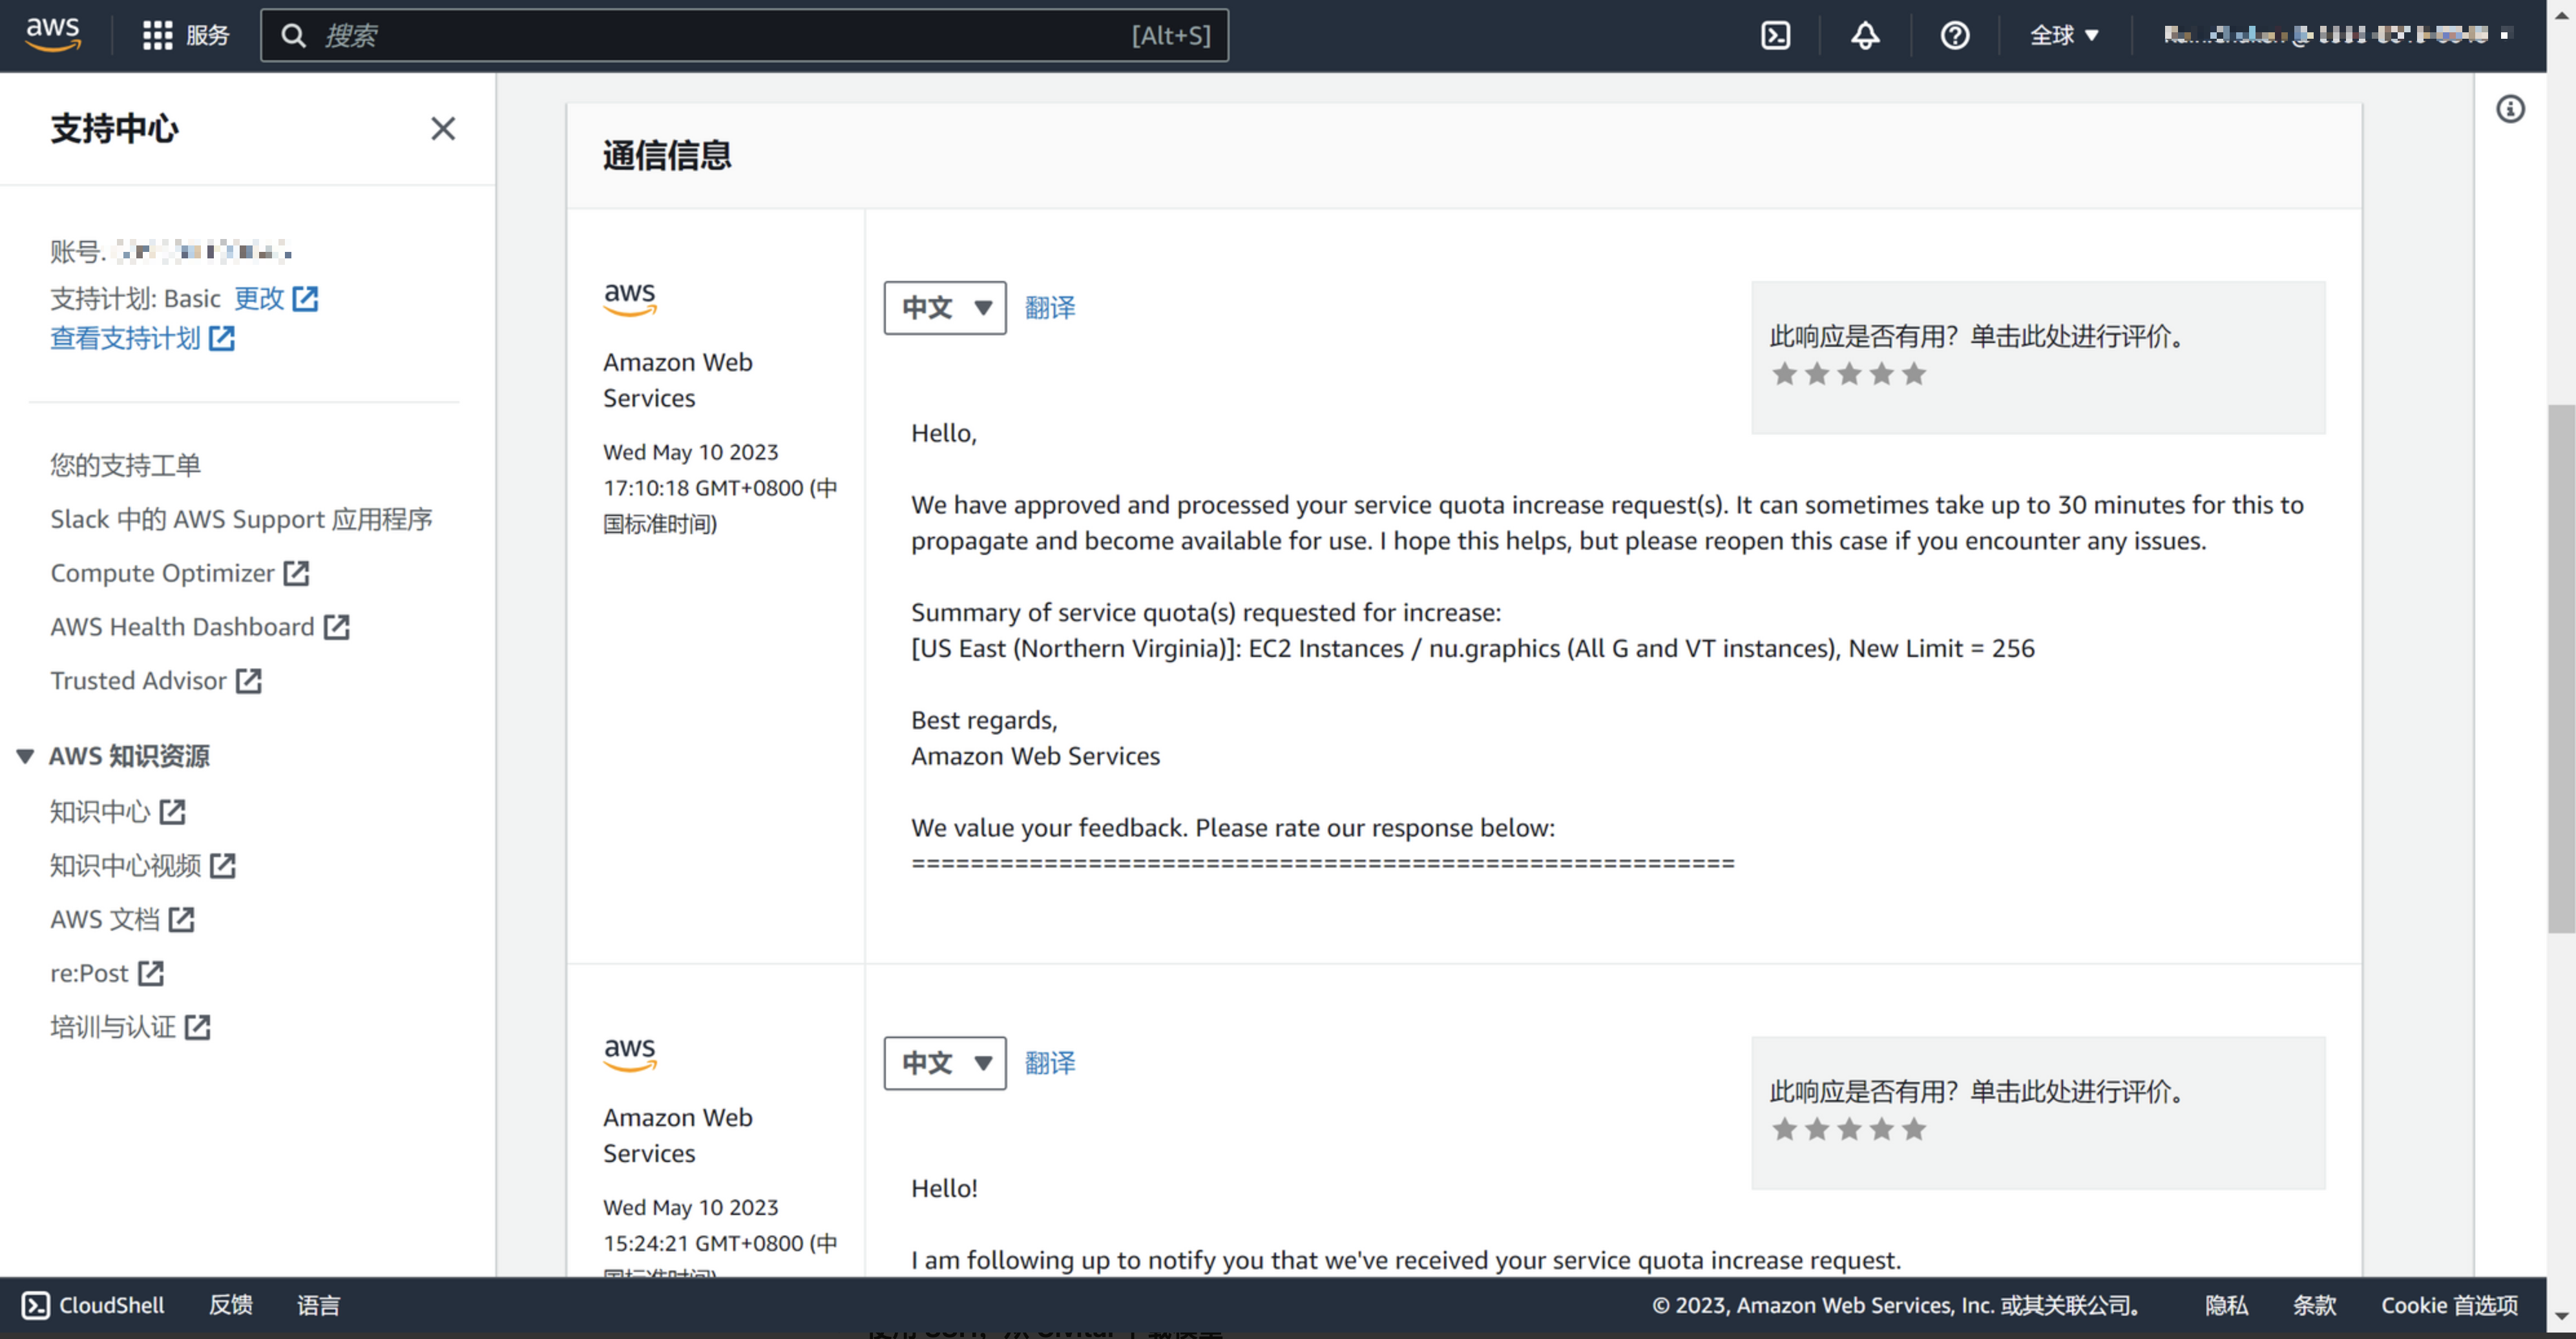 aws
服务
搜索
[Alt+S]
全球
支持中心
账号.
支持计划: Basic 更改
查看支持计划
您的支持工单
Slack 中的 AWS Support 应用程序
Compute Optimizer
AWS Health Dashboard
Trusted Advisor
AWS 知识资源
知识中心
知识中心视频
AWS 文档
re:Post
培训与认证
通信信息
aws
Amazon Web
Services
Wed May 10 2023
17:10:18 GMT+0800 (中
国标准时间)
中文
翻译
此响应是否有用？单击此处进行评价。
Hello,
We have approved and processed your service quota increase request(s). It can sometimes take up to 30 minutes for this to
propagate and become available for use. I hope this helps, but please reopen this case if you encounter any issues.
Summary of service quota(s) requested for increase:
[US East (Northern Virginia)]: EC2 Instances / nu.graphics (All G and VT instances), New Limit = 256
Best regards,
Amazon Web Services
We value your feedback. Please rate our response below:
========================================================
aws
Amazon Web
Services
Wed May 10 2023
15:24:21 GMT+0800 (中
中文
翻译
此响应是否有用？单击此处进行评价。
Hello!
I am following up to notify you that we've received your service quota increase request.
CloudShell
反馈
语言
© 2023, Amazon Web Services, Inc. 或其关联公司。
隐私
条款
Cookie 首选项